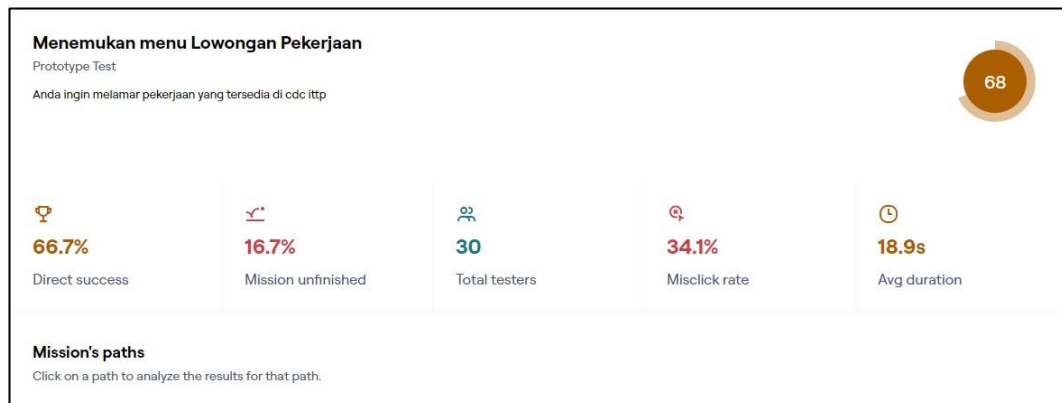 Menemukan menu Lowongan Pekerjaan
Prototype Test
Anda ingin melamar pekerjaan yang tersedia di cdc ittp
68
66.7%
Direct success
16.7%
Mission unfinished
30
Total testers
34.1%
Misclick rate
18.9s
Avg duration
Mission's paths
Click on a path to analyze the results for that path.